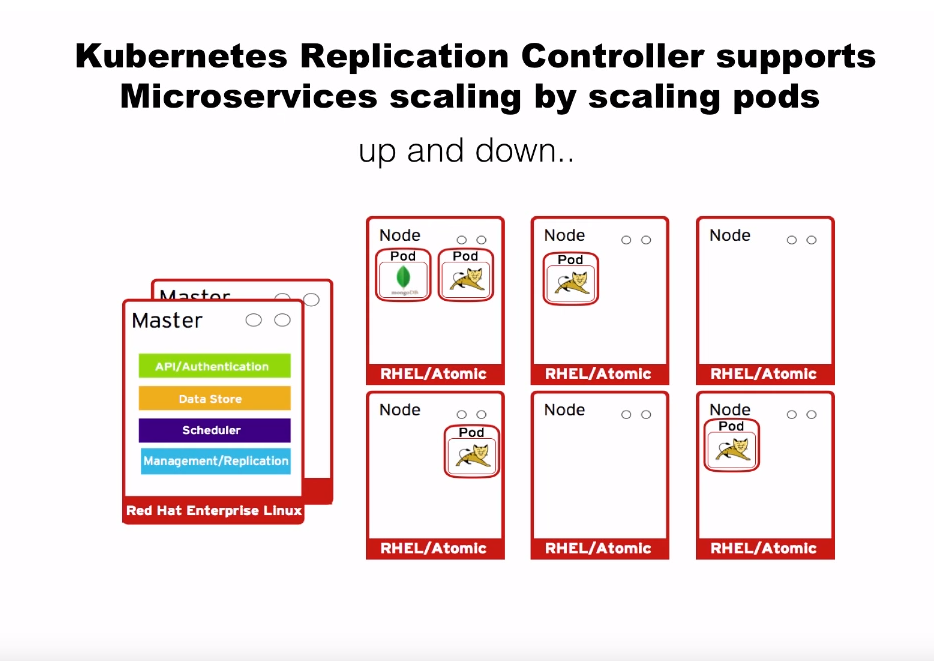 Kubernetes Replication Controller supports
Microservices scaling by scaling pods
up and down..
Master
Master
API/Authentication
Data Store
Scheduler
Management/Replication
Red Hat Enterprise Linux
Node
Pod
Pod
RHEL/Atomic
Node
Pod
RHEL/Atomic
Node
RHEL/Atomic
Node
Pod
RHEL/Atomic
Node
RHEL/Atomic
Node
Pod
RHEL/Atomic